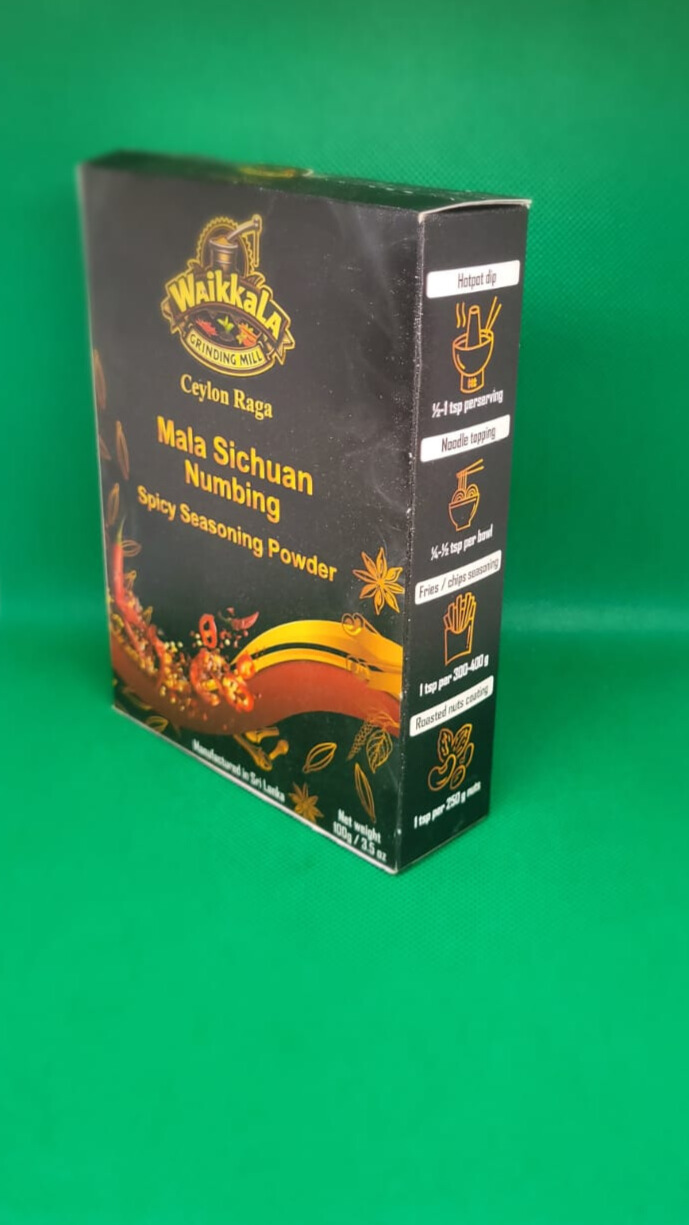 WAIKKALA
GRINDING MILL
Ceylon Raga
Mala Sichuan
Numbing
Spicy Seasoning Powder
Manufactured in Sri Lanka
Net weight
100g / 3.5 oz
Hotpot dip
½-1 tsp perserving
Noodle topping
¼-½ tsp per bowl
Fries / chips seasoning
1 tsp per 300-400 g
Roasted nuts coating
1 tsp per 250 g nuts